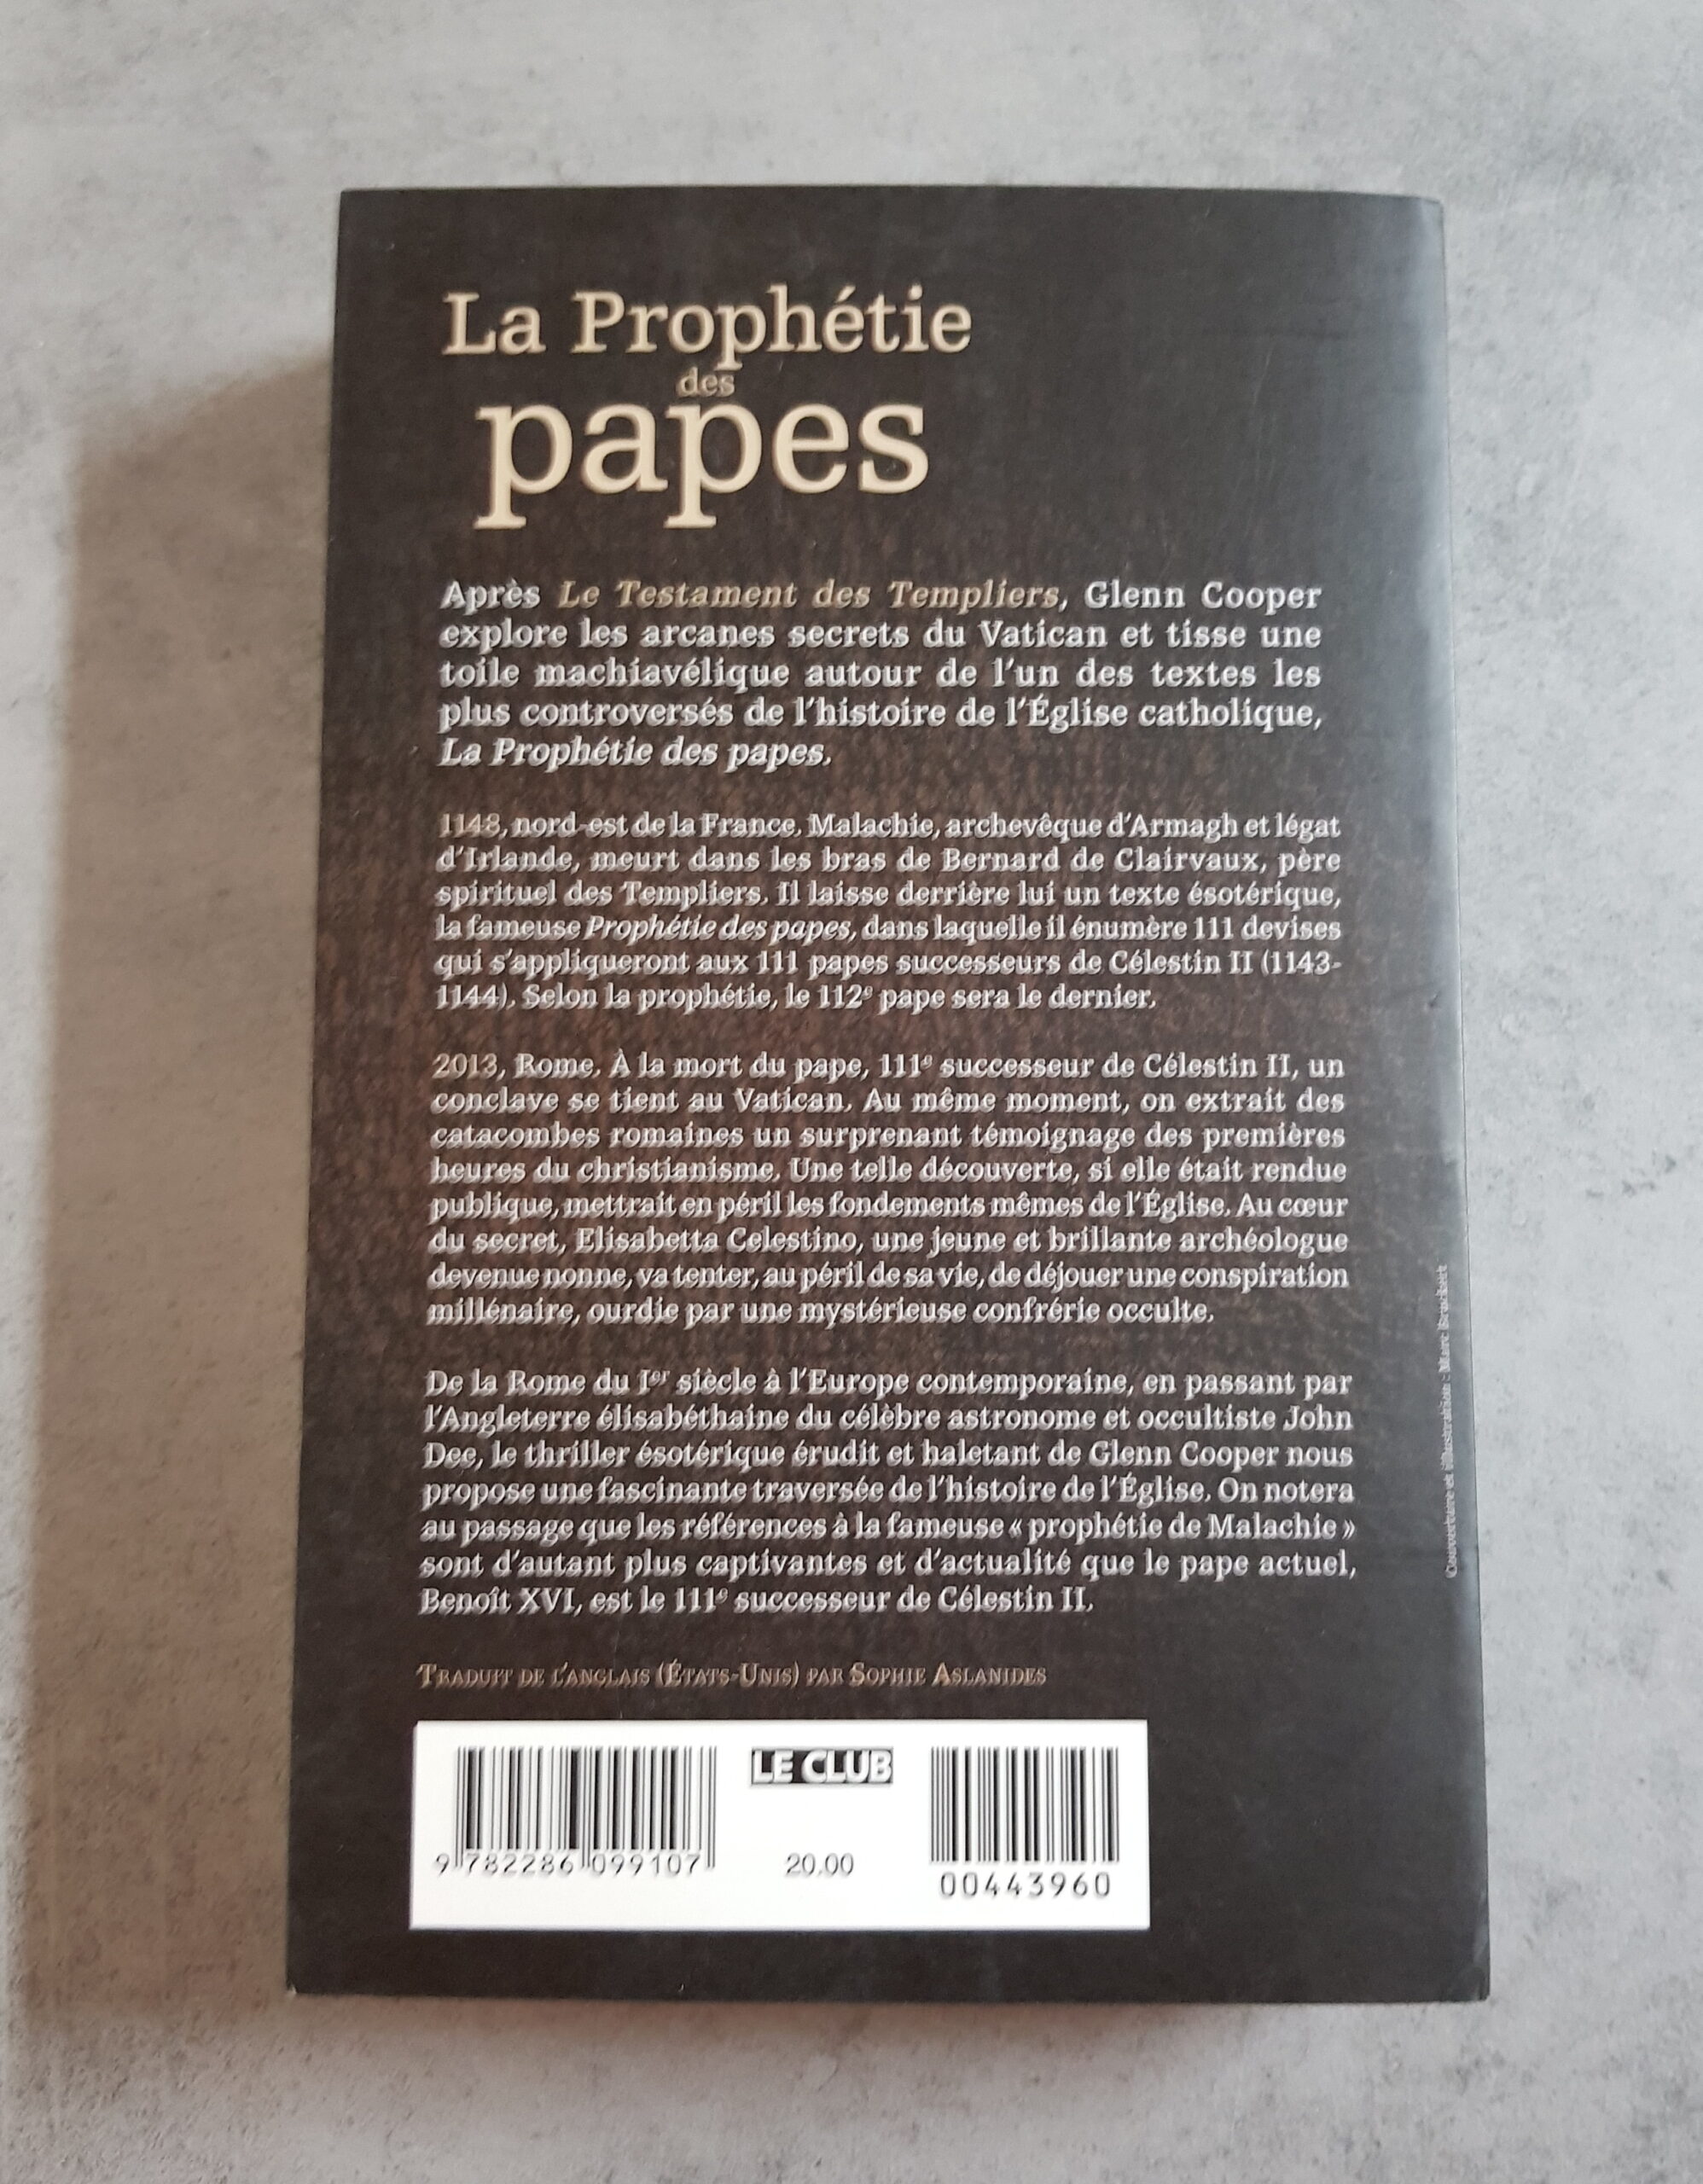 La Prophétie
des
papes
Après Le Testament des Templiers, Glenn Cooper
explore les arcanes secrets du Vatican et tisse une
toile machiavélique autour de l'un des textes les
plus controversés de l'histoire de l'Église catholique,
La Prophétie des papes.
1148, nord-est de la France. Malachie, archevêque d'Armagh et légat
d'Irlande, meurt dans les bras de Bernard de Clairvaux, père
spirituel des Templiers. Il laisse derrière lui un texte ésotérique,
la fameuse Prophétie des papes, dans laquelle il énumère 111 devises
qui s'appliqueront aux 111 papes successeurs de Célestin II (1143-
1144). Selon la prophétie, le 112e pape sera le dernier.
2013, Rome. À la mort du pape, 111e successeur de Célestin II, un
conclave se tient au Vatican. Au même moment, on extrait des
catacombes romaines un surprenant témoignage des premières
heures du christianisme. Une telle découverte, si elle était rendue
publique, mettrait en péril les fondements mêmes de l'Église. Au cœur
du secret, Elisabetta Celestino, une jeune et brillante archéologue
devenue nonne, va tenter, au péril de sa vie, de déjouer une conspiration
millénaire, ourdie par une mystérieuse confrérie occulte.
De la Rome du Ier siècle à l'Europe contemporaine, en passant par
l'Angleterre élisabéthaine du célèbre astronome et occultiste John
Dee, le thriller ésotérique érudit et haletant de Glenn Cooper nous
propose une fascinante traversée de l'histoire de l'Église. On notera
au passage que les références à la fameuse « prophétie de Malachie »
sont d'autant plus captivantes et d'actualité que le pape actuel,
Benoît XVI, est le 111e successeur de Célestin II.
TRADUIT DE L'ANGLAIS (ÉTATS-UNIS) PAR SOPHIE ASLANIDES
LE CLUB
9 782286 099107
20.00
00443960
Couverture et illustration : Marc